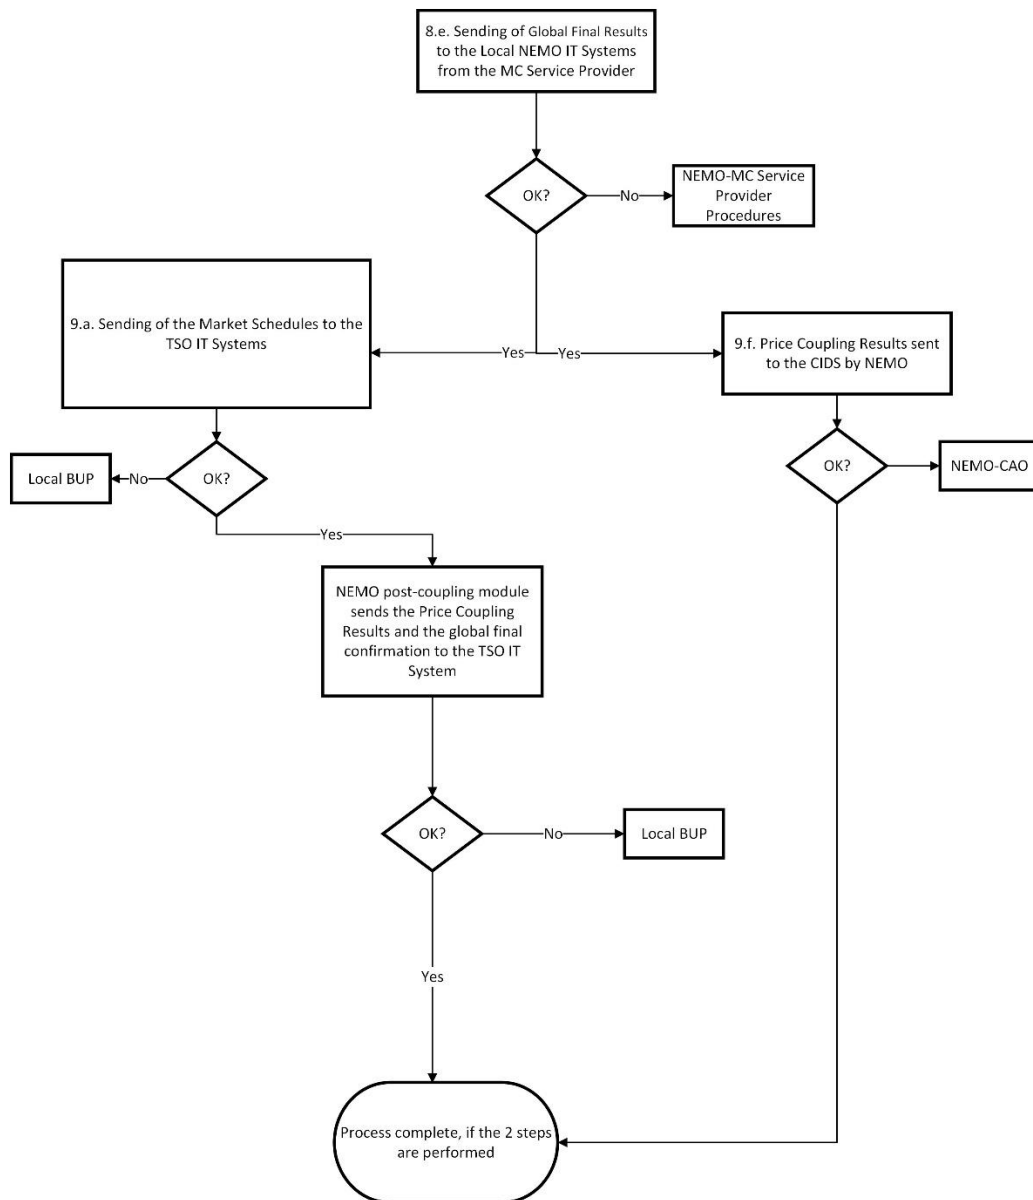 8.e. Sending of Global Final Results
to the Local NEMO IT Systems
from the MC Service Provider
OK?
No
NEMO-MC Service
Provider
Procedures
9.a. Sending of the Market Schedules to the
TSO IT Systems
Yes
Yes
9.f. Price Coupling Results sent
to the CIDS by NEMO
Local BUP
No
OK?
OK?
NEMO-CAO
Yes
NEMO post-coupling module
sends the Price Coupling
Results and the global final
confirmation to the TSO IT
System
OK?
No
Local BUP
Yes
Process complete, if the 2 steps
are performed